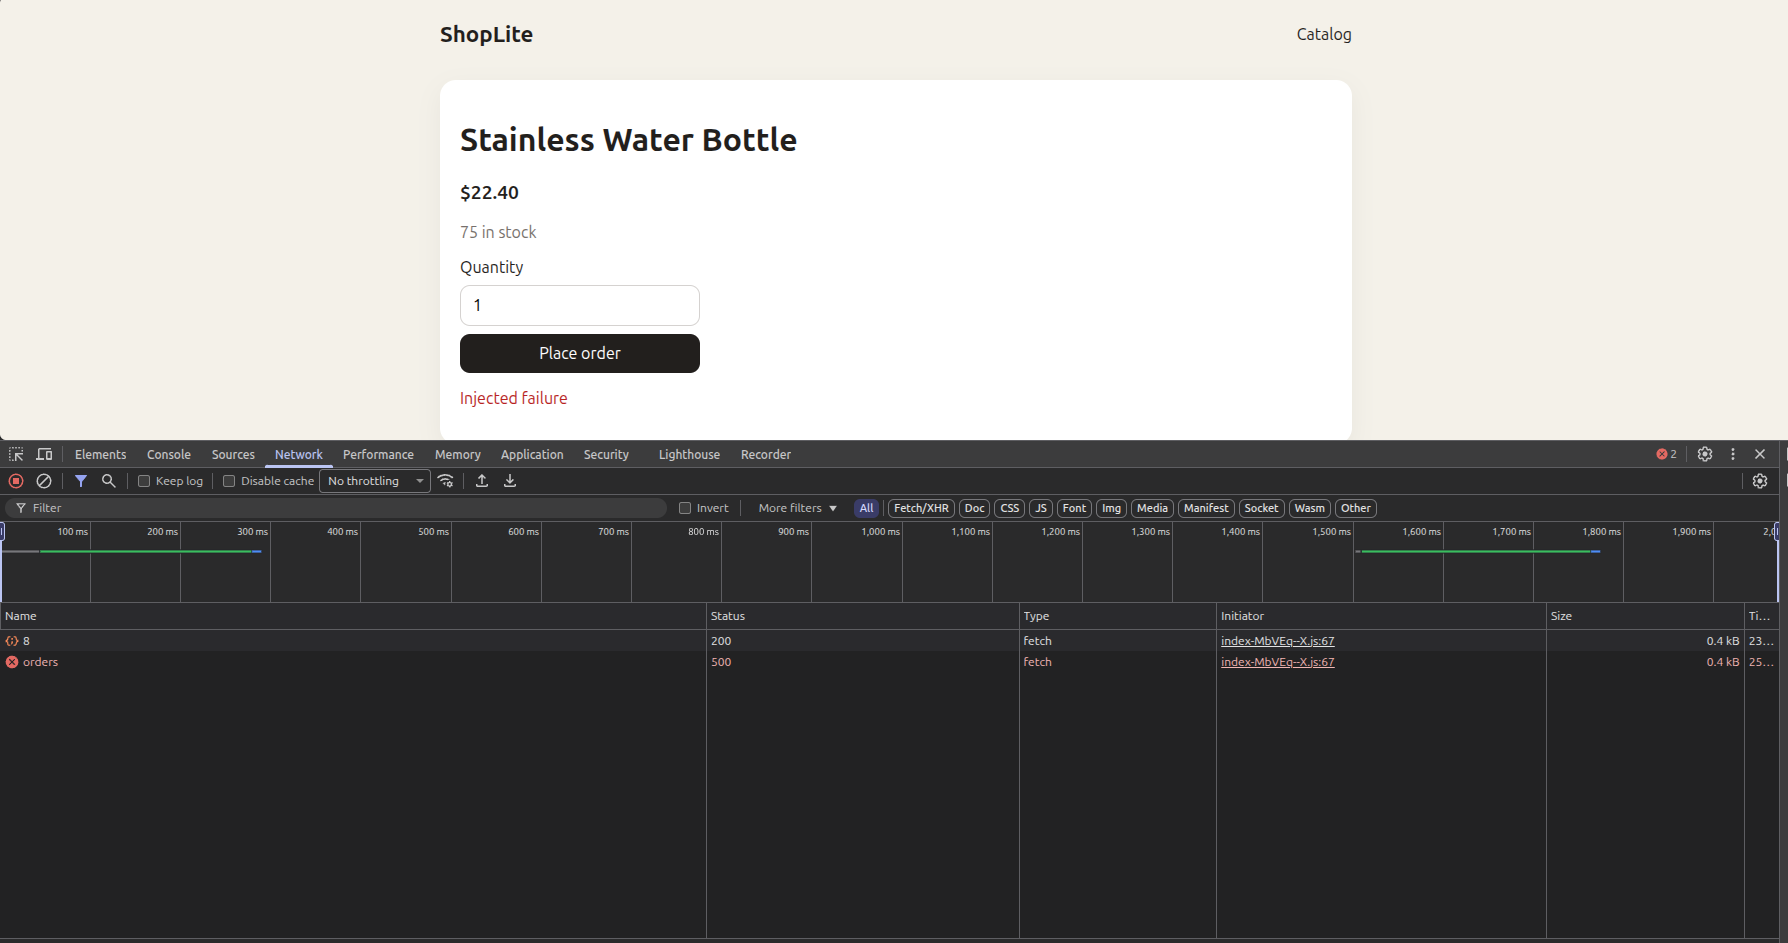 ShopLite Catalog
Stainless Water Bottle
$22.40
75 in stock
Quantity
1
Place order
Injected failure
Elements Console Sources Network Performance Memory Application Security Lighthouse Recorder 2
Keep log Disable cache No throttling
Filter Invert More filters All Fetch/XHR Doc CSS JS Font Img Media Manifest Socket Wasm Other
100 ms 200 ms 300 ms 400 ms 500 ms 600 ms 700 ms 800 ms 900 ms 1,000 ms 1,100 ms 1,200 ms 1,300 ms 1,400 ms 1,500 ms 1,600 ms 1,700 ms 1,800 ms 1,900 ms
Name Status Type Initiator Size Ti...
8 200 fetch index-MbVEq--X.js:67 0.4 kB 23...
orders 500 fetch index-MbVEq--X.js:67 0.4 kB 25...